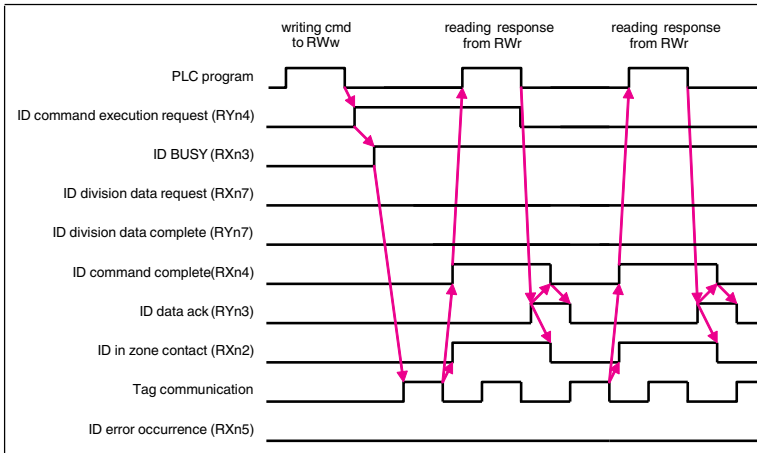 writing cmd
to RWw
reading response
from RWr
reading response
from RWr
PLC program
ID command execution request (RYn4)
ID BUSY (RXn3)
ID division data request (RXn7)
ID division data complete (RYn7)
ID command complete(RXn4)
ID data ack (RYn3)
ID in zone contact (RXn2)
Tag communication
ID error occurrence (RXn5)